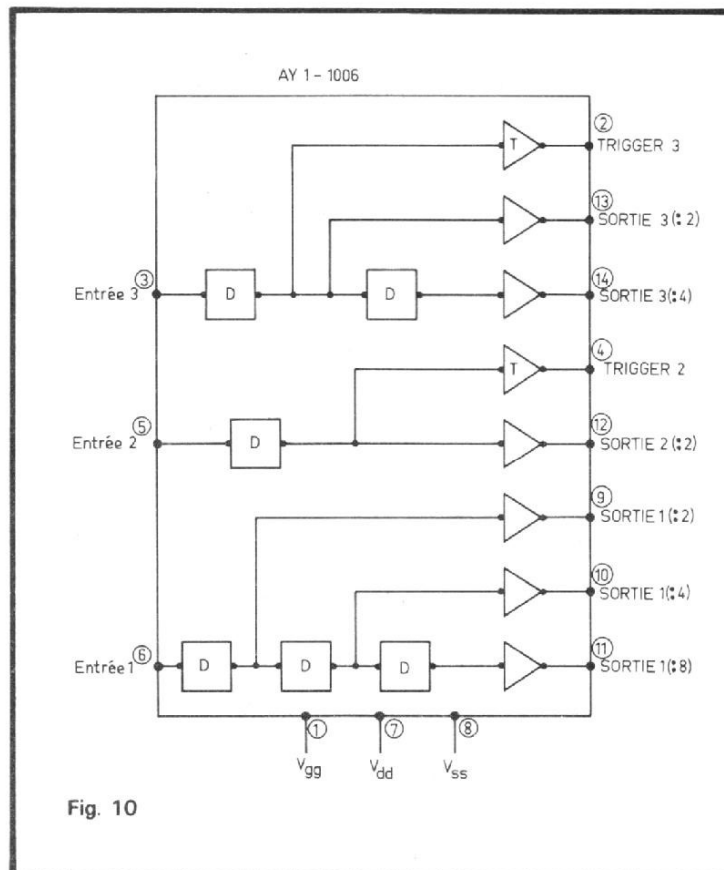 AY 1-1006
②
T
TRIGGER 3
⑬
SORTIE 3(:2)
③
Entrée 3
D
D
⑭
SORTIE 3(:4)
④
T
TRIGGER 2
⑤
Entrée 2
D
⑫
SORTIE 2(:2)
⑨
SORTIE 1(:2)
⑩
SORTIE 1(:4)
⑥
Entrée 1
D
D
D
⑪
SORTIE 1(:8)
① ⑦ ⑧
Vgg Vdd Vss
Fig. 10